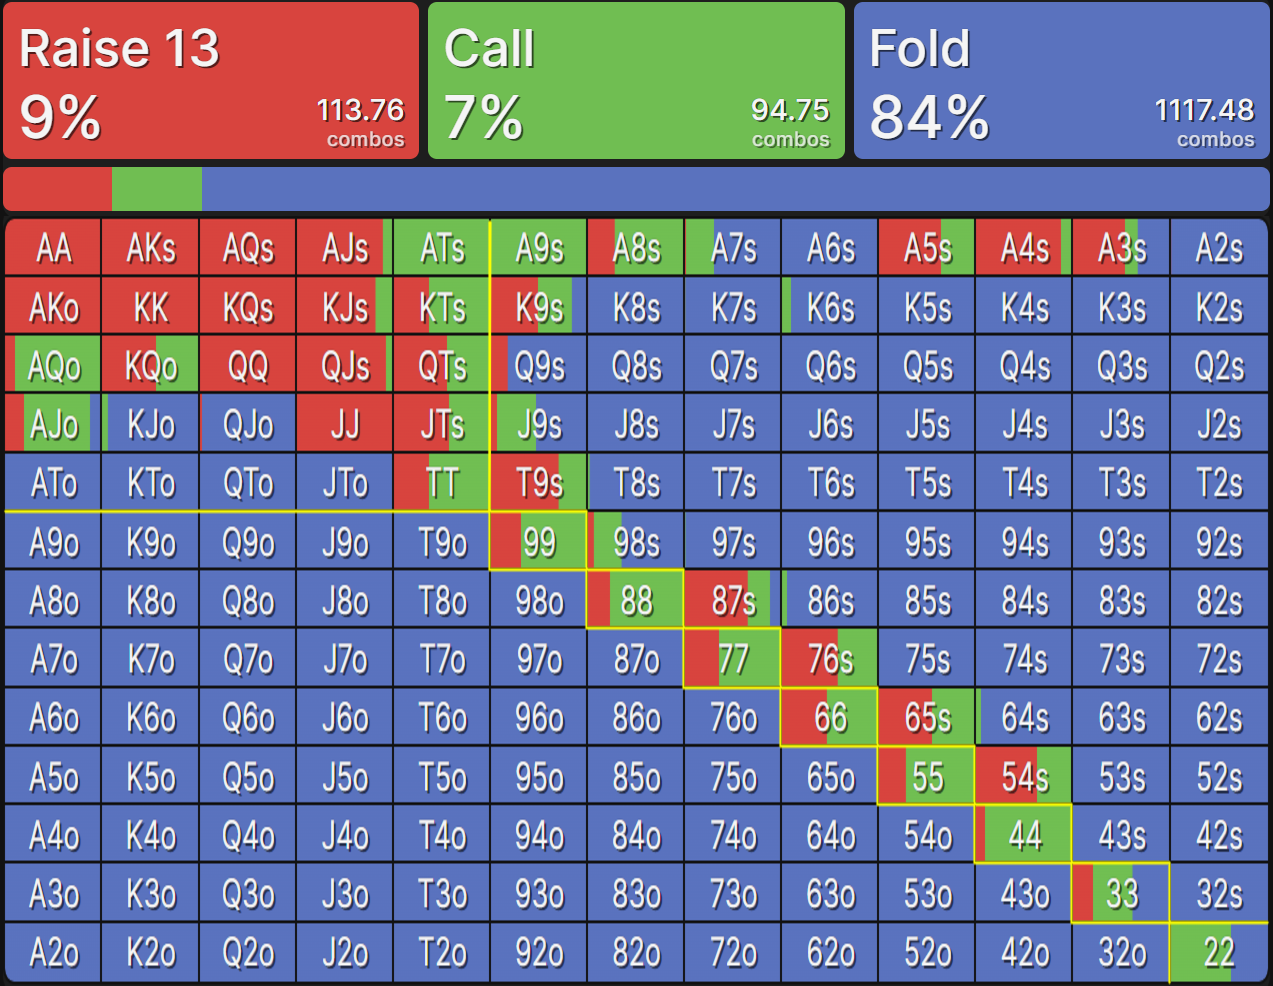 Raise 13 Call Fold
9% 113.76 combos 7% 94.75 combos 84% 1117.48 combos
AA AKs AQs AJs ATs A9s A8s A7s A6s A5s A4s A3s A2s
AKo KK KQs KJs KTs K9s K8s K7s K6s K5s K4s K3s K2s
AQo KQo QQ QJs QTs Q9s Q8s Q7s Q6s Q5s Q4s Q3s Q2s
AJo KJo QJo JJ JTs J9s J8s J7s J6s J5s J4s J3s J2s
ATo KTo QTo JTo TT T9s T8s T7s T6s T5s T4s T3s T2s
A9o K9o Q9o J9o T9o 99 98s 97s 96s 95s 94s 93s 92s
A8o K8o Q8o J8o T8o 98o 88 87s 86s 85s 84s 83s 82s
A7o K7o Q7o J7o T7o 97o 87o 77 76s 75s 74s 73s 72s
A6o K6o Q6o J6o T6o 96o 86o 76o 66 65s 64s 63s 62s
A5o K5o Q5o J5o T5o 95o 85o 75o 65o 55 54s 53s 52s
A4o K4o Q4o J4o T4o 94o 84o 74o 64o 54o 44 43s 42s
A3o K3o Q3o J3o T3o 93o 83o 73o 63o 53o 43o 33 32s
A2o K2o Q2o J2o T2o 92o 82o 72o 62o 52o 42o 32o 22